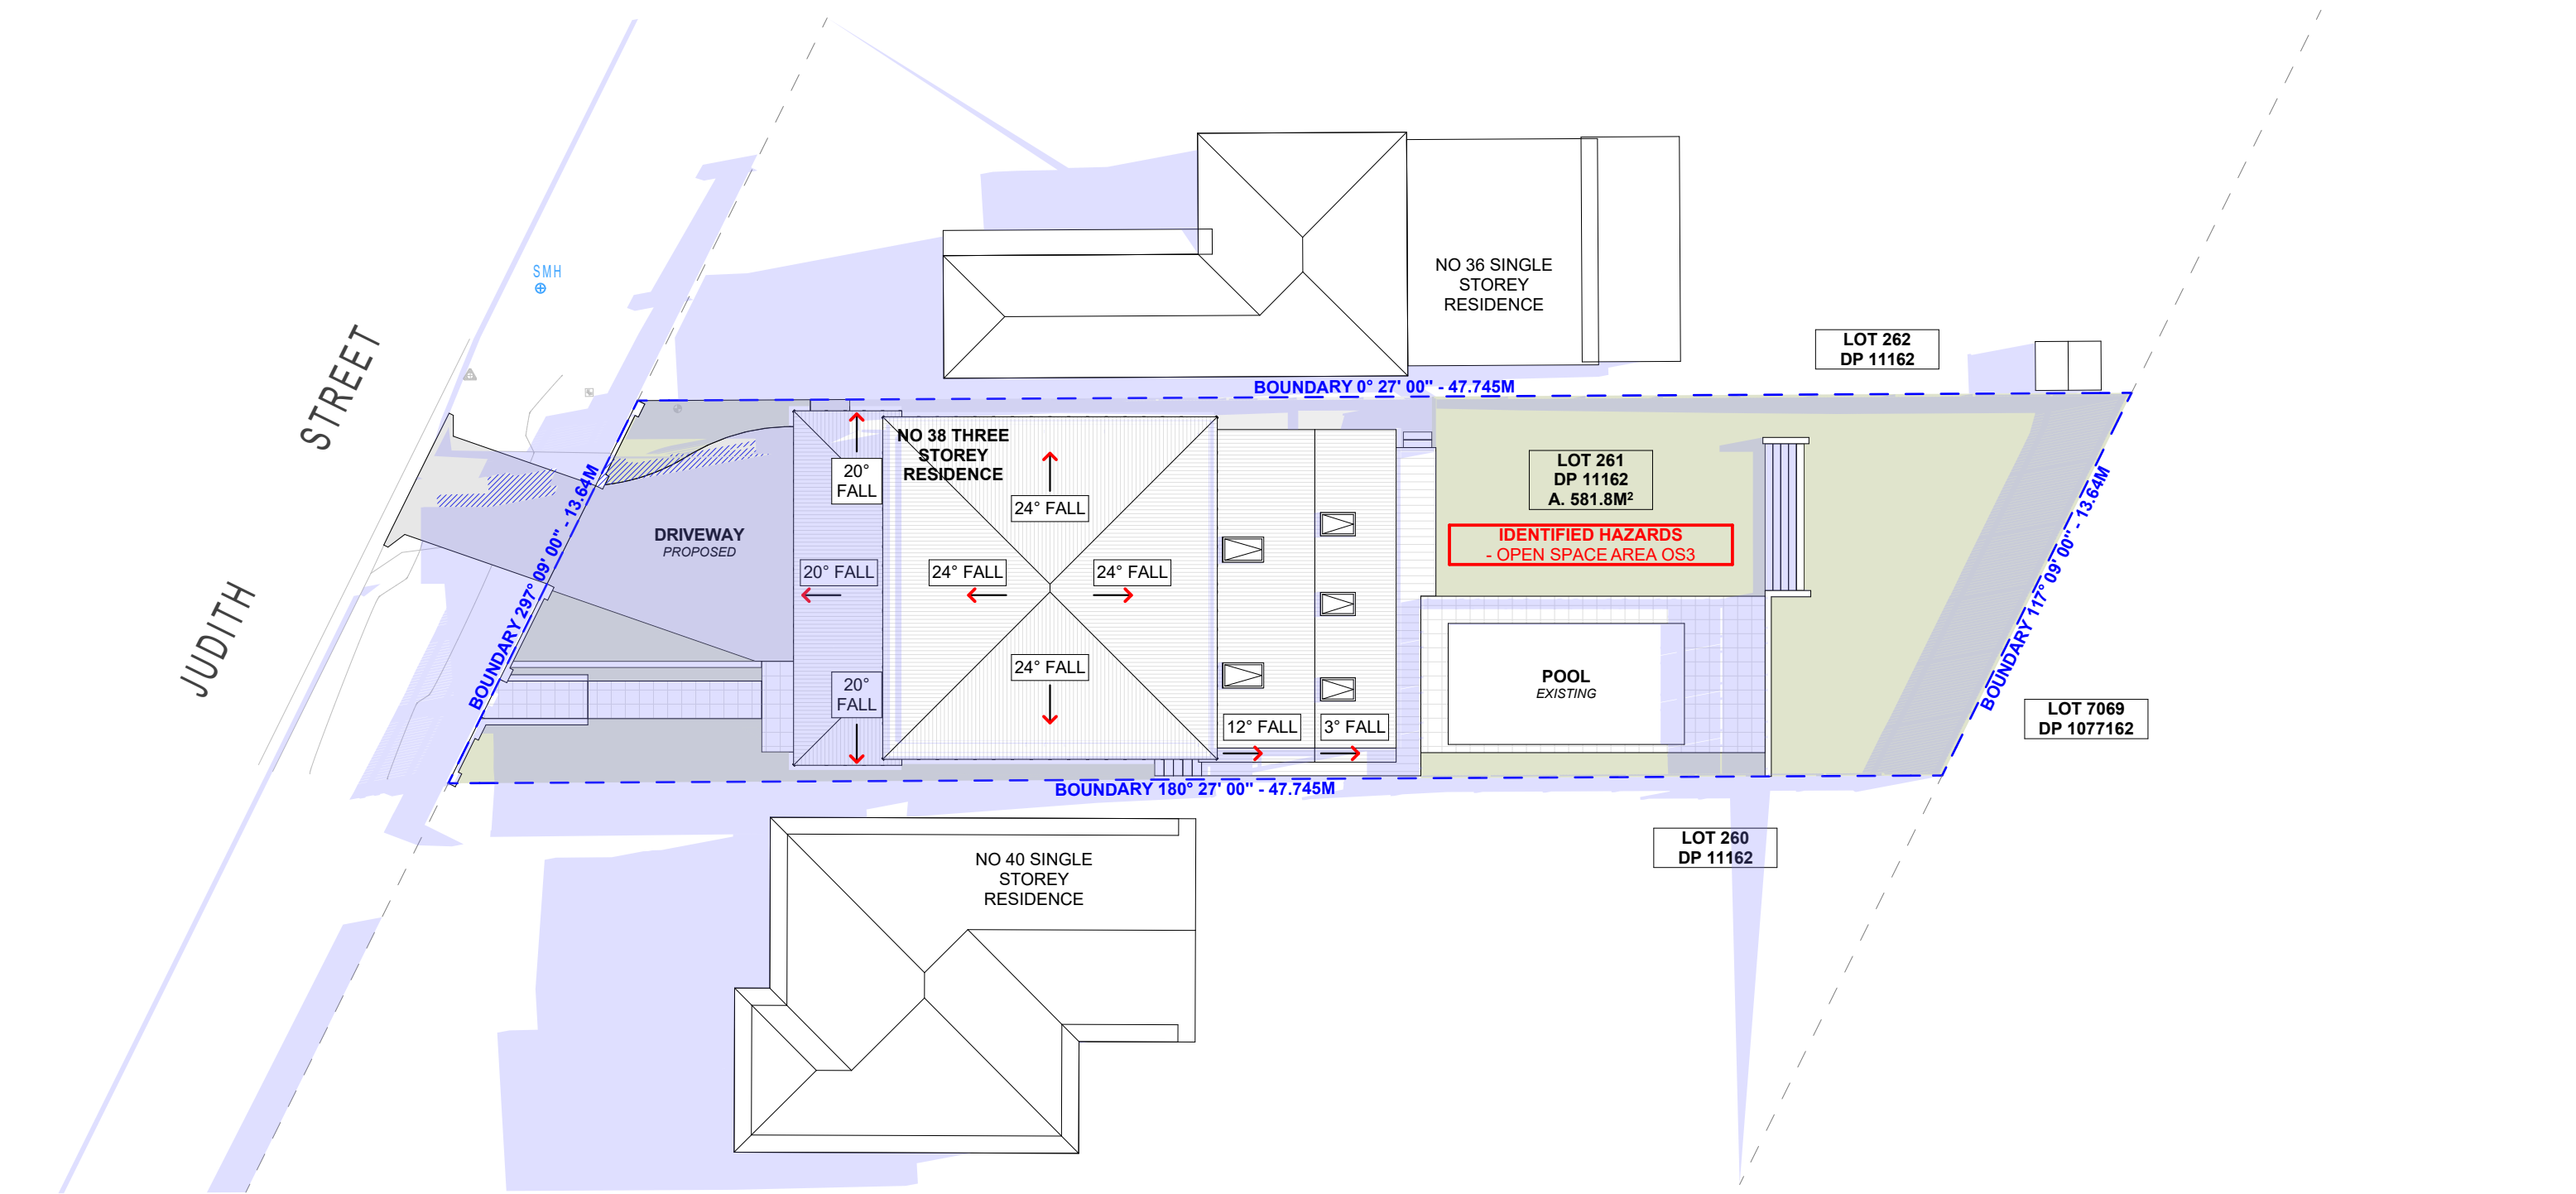 SMH
JUDITH STREET
NO 36 SINGLE
STOREY
RESIDENCE
LOT 262
DP 11162
BOUNDARY 0° 27' 00" - 47.745M
NO 38 THREE
STOREY
RESIDENCE
20°
FALL
24° FALL
LOT 261
DP 11162
A. 581.8M²
IDENTIFIED HAZARDS
- OPEN SPACE AREA OS3
DRIVEWAY
PROPOSED
20° FALL
24° FALL
24° FALL
BOUNDARY 297° 09' 00" - 13.64M
BOUNDARY 117° 09' 00" - 13.64M
24° FALL
20°
FALL
POOL
EXISTING
12° FALL
3° FALL
LOT 7069
DP 1077162
BOUNDARY 180° 27' 00" - 47.745M
LOT 260
DP 11162
NO 40 SINGLE
STOREY
RESIDENCE